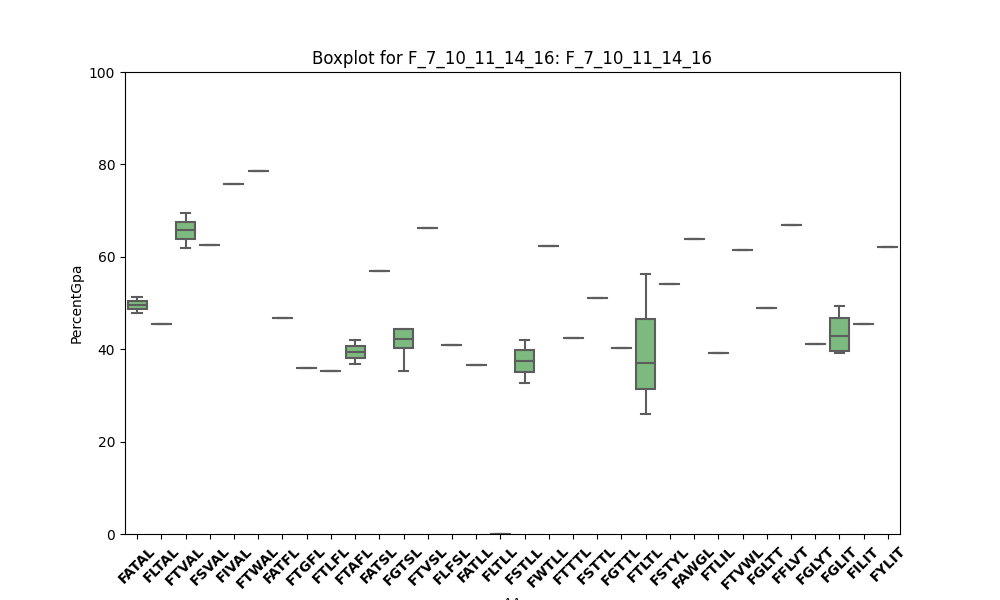 Boxplot for F_7_10_11_14_16: F_7_10_11_14_16
PercentGpa
100
80
60
40
20
0
FATAL
FLTAL
FTVAL
FSVAL
FIVAL
FTWAL
FATFL
FTGFL
FTLFL
FTAFL
FATSL
FGTSL
FTVSL
FLFSL
FATLL
FLTLL
FSTLL
FWTLL
FTTTL
FSTTL
FGTTL
FTLTL
FSTYL
FAWGL
FTLIL
FTVWL
FGLTT
FFLVT
FGLYT
FGLIT
FILIT
FYLIT